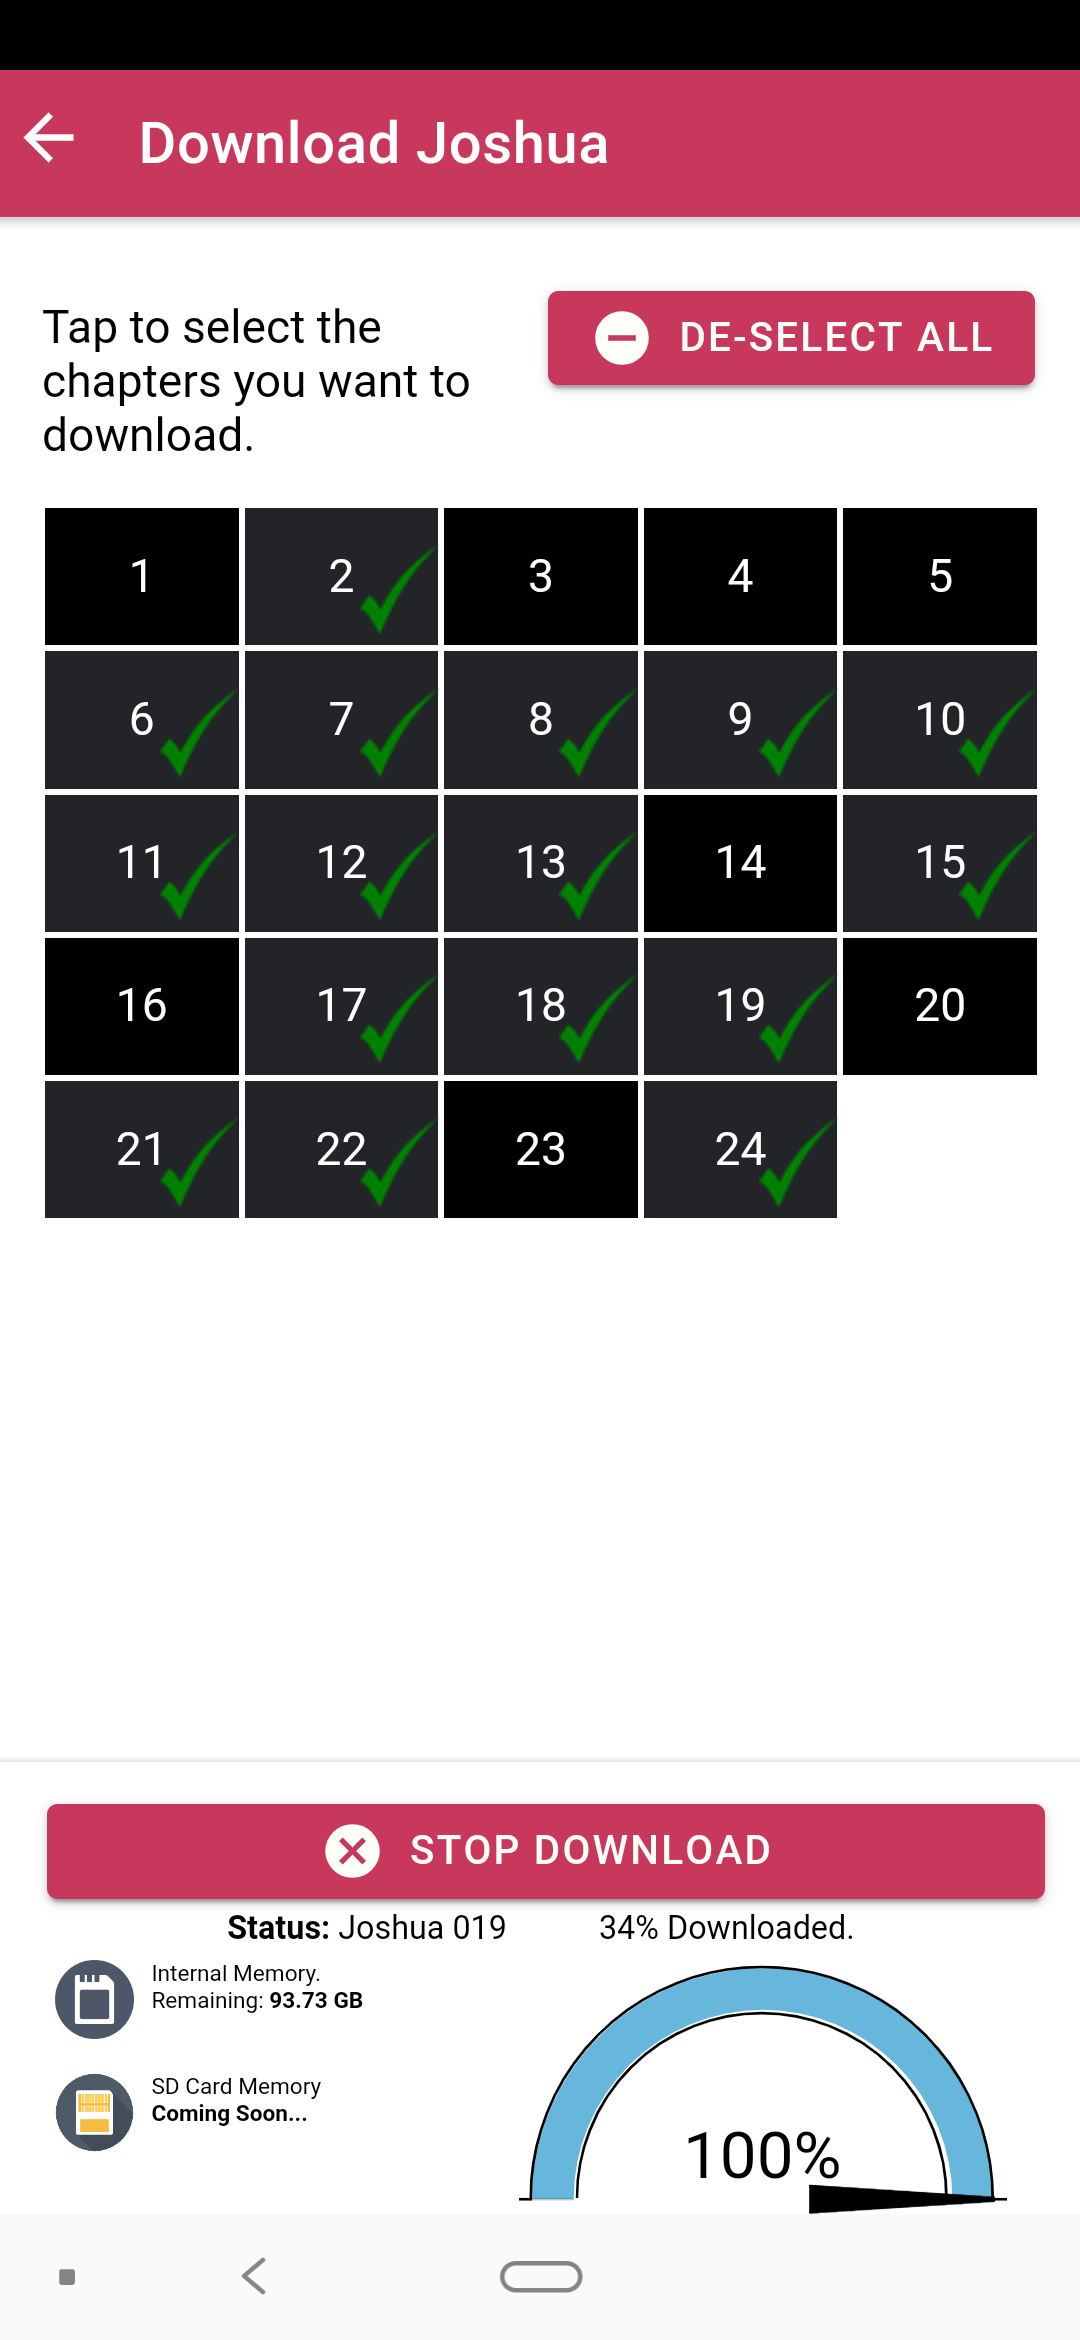 Download Joshua
Tap to select the
chapters you want to
download.
DE-SELECT ALL
1 2 3 4 5
6 7 8 9 10
11 12 13 14 15
16 17 18 19 20
21 22 23 24
STOP DOWNLOAD
Status: Joshua 019 34% Downloaded.
Internal Memory.
Remaining: 93.73 GB
SD Card Memory
Coming Soon...
100%